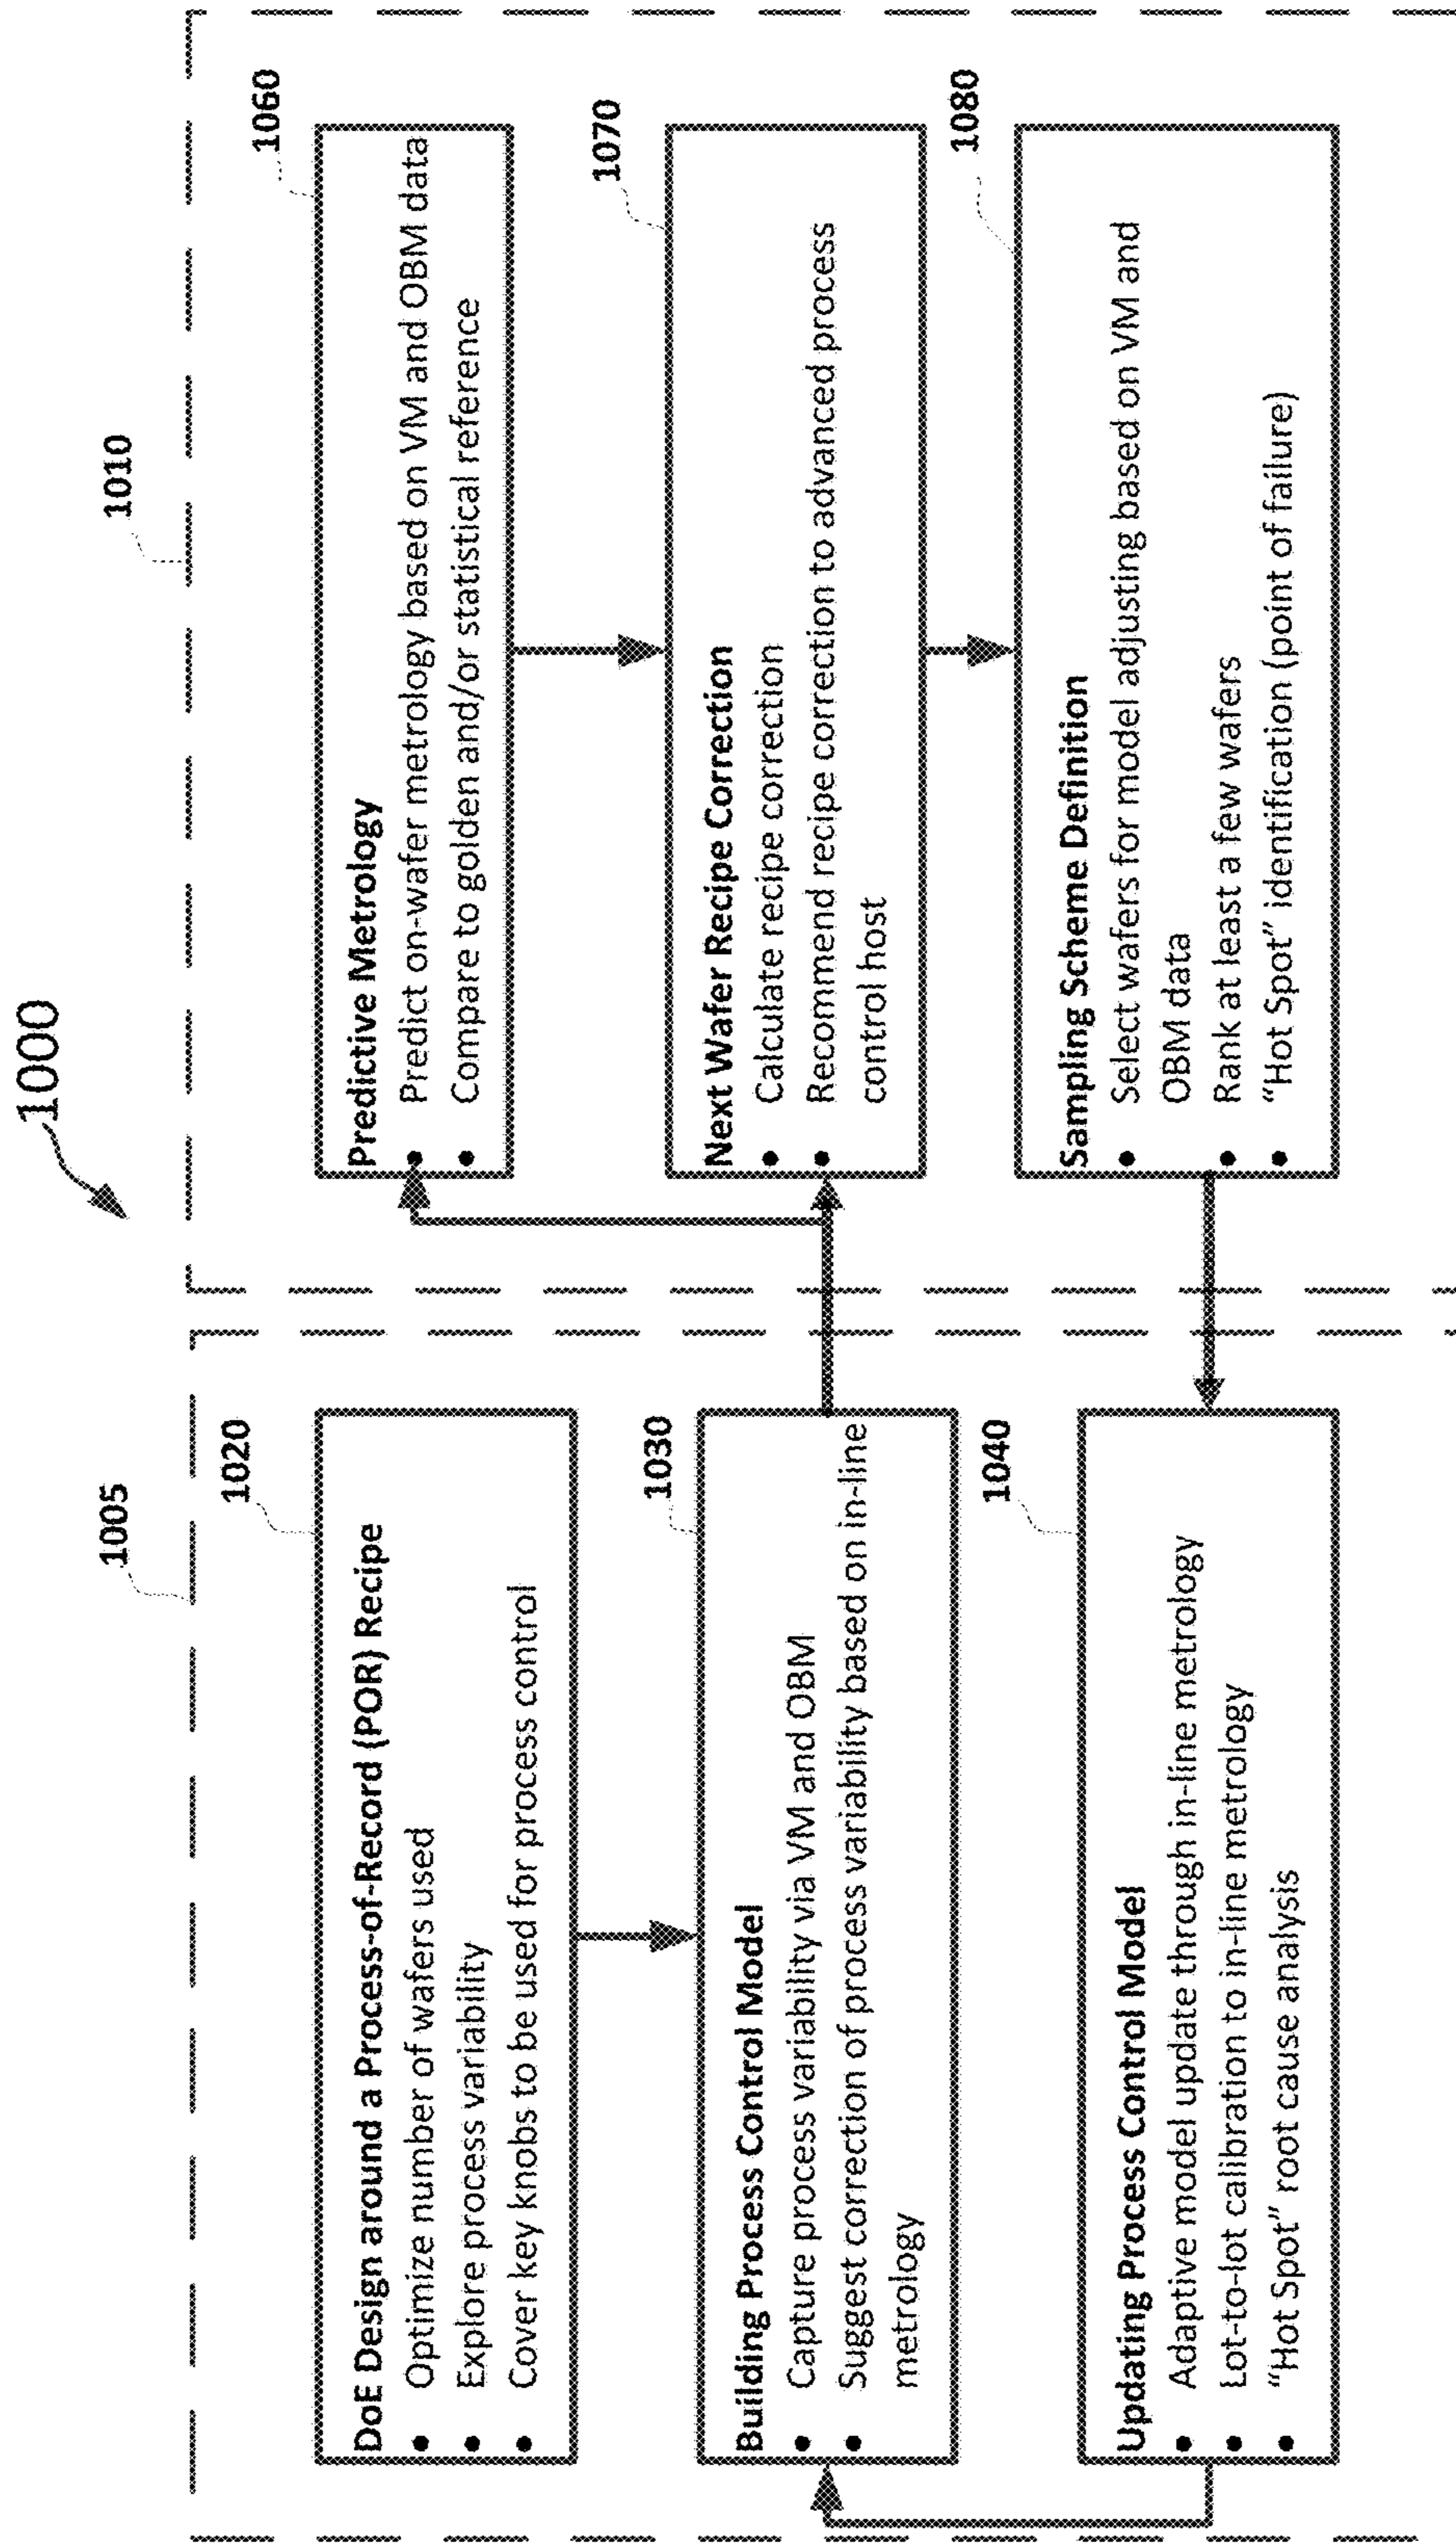 1000
1005
1020
DoE Design around a Process-of-Record (POR) Recipe
• Optimize number of wafers used
• Explore process variability
• Cover key knobs to be used for process control
1030
Building Process Control Model
• Capture process variability via VM and OBM
• Suggest correction of process variability based on in-line
metrology
1040
Updating Process Control Model
• Adaptive model update through in-line metrology
• Lot-to-lot calibration to in-line metrology
• “Hot Spot” root cause analysis
1010
1060
Predictive Metrology
• Predict on-wafer metrology based on VM and OBM data
• Compare to golden and/or statistical reference
1070
Next Wafer Recipe Correction
• Calculate recipe correction
• Recommend recipe correction to advanced process
control host
1080
Sampling Scheme Definition
• Select wafers for model adjusting based on VM and
OBM data
• Rank at least a few wafers
• “Hot Spot” identification (point of failure)